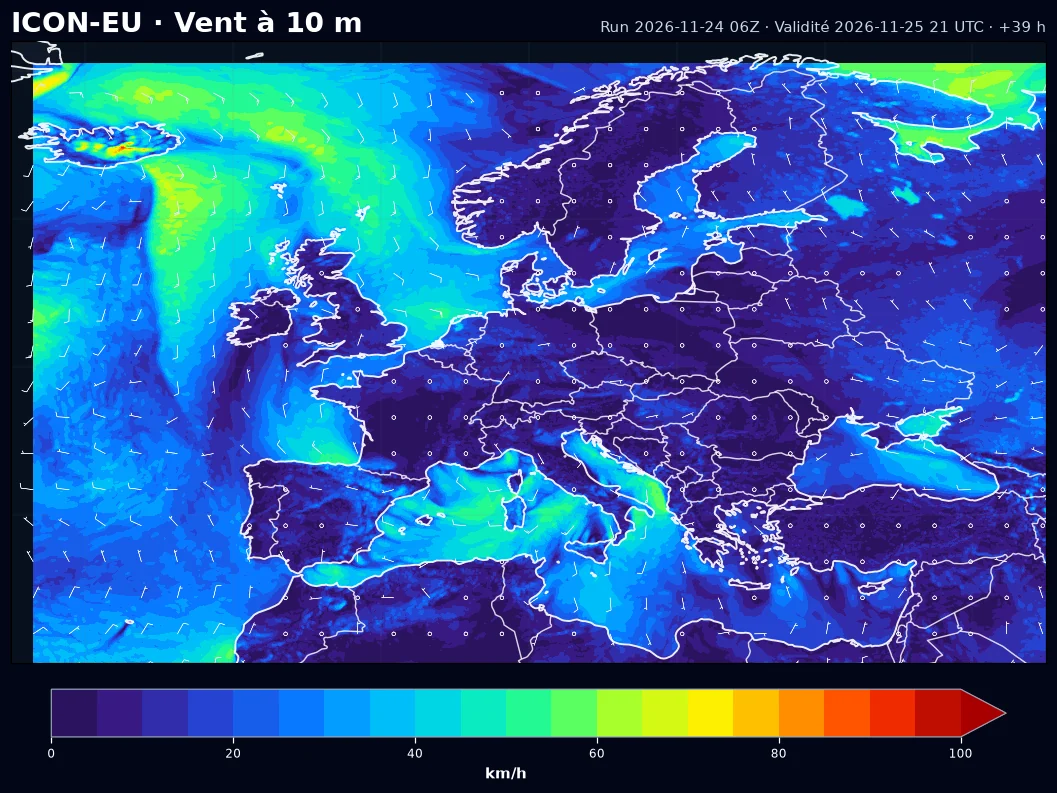 ICON-EU · Vent à 10 m
Run 2026-11-24 06Z · Validité 2026-11-25 21 UTC · +39 h
0 20 40 60 80 100
km/h